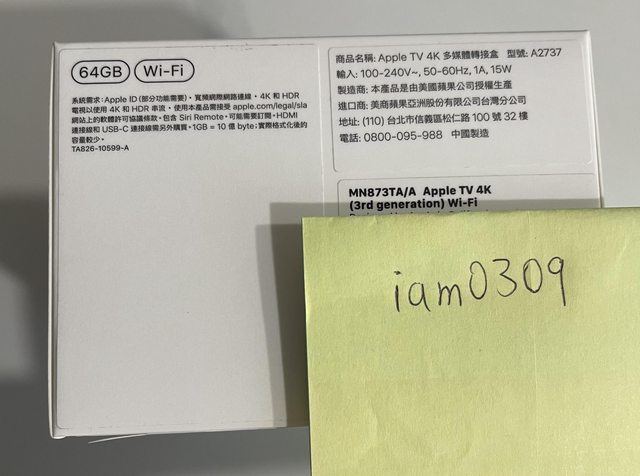 64GB Wi-Fi
系統需求：Apple ID (部分功能需要)，寬頻網際網路連線。4K 和 HDR
電視以使用 4K 和 HDR 串流。使用本產品需接受 apple.com/legal/sla
網站上的軟體許可協議條款。包含 Siri Remote。可能需要訂閱。HDMI
連接線和 USB-C 連接線需另外購買。1GB = 10 億 byte；實際格式化後的
容量較少。
TA826-10599-A
商品名稱: Apple TV 4K 多媒體轉接盒 型號: A2737
輸入: 100-240V~, 50-60Hz, 1A, 15W
製造商: 本產品是由美國蘋果公司授權生產
進口商: 美商蘋果亞洲股份有限公司台灣分公司
地址: (110) 台北市信義區松仁路 100 號 32 樓
電話: 0800-095-988 中國製造
MN873TA/A Apple TV 4K
(3rd generation) Wi-Fi
iam0309